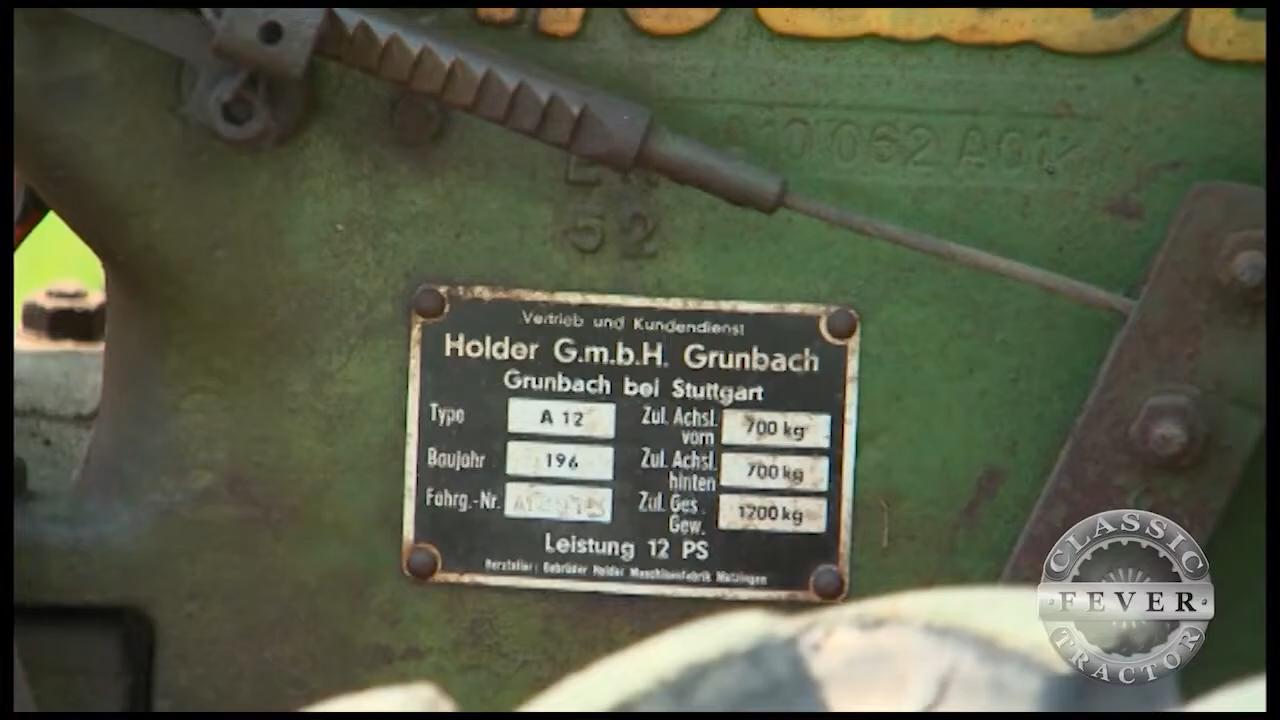 062 A
52
Vertrieb und Kundendienst
Holder G.m.b.H. Grunbach
Grunbach bei Stuttgart
Type A 12 Zul. Achsl. vorn 700 kg
Baujahr 196 Zul. Achsl. hinten 700 kg
Fahrg.-Nr. Zul. Ges. Gew. 1200 kg
Leistung 12 PS
Hersteller: Gebrüder Holder Maschinenfabrik Metzingen
CLASSIC
FEVER
TRACTOR